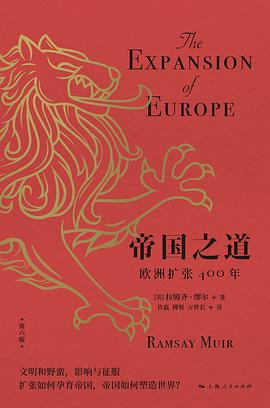 The
EXPANSION
of
EUROPE
帝国之道
欧洲扩张400年
[英]拉姆齐·缪尔 著
许磊 傅悦 万世长 译
第六版
RAMSAY MUIR
文明和野蛮,影响与征服
扩张如何孕育帝国,帝国如何塑造世界?
上海人民出版社